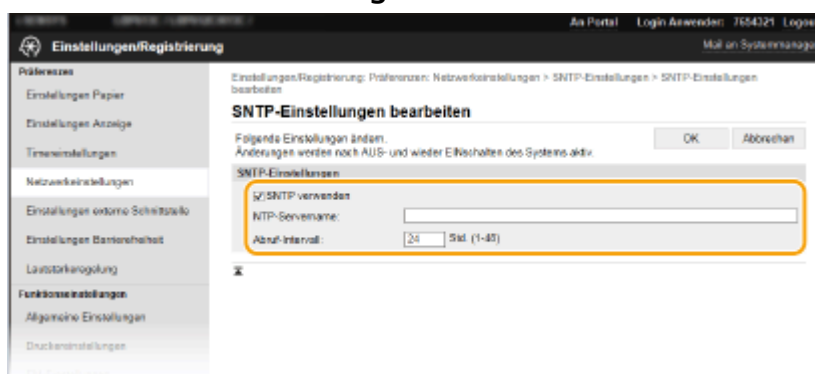 An Portal Login Anwender: 7654321 Logou
Einstellungen/Registrierung
Mail an Systemmanage
Präferenzen
Einstellungen Papier
Einstellungen Anzeige
Timereinstellungen
Netzwerkeinstellungen
Einstellungen externe Schnittstelle
Einstellungen Barrierefreiheit
Lautstärkeregelung
Funktionseinstellungen
Allgemeine Einstellungen
Druckereinstellungen
Einstellungen/Registrierung: Präferenzen: Netzwerkeinstellungen > SNTP-Einstellungen > SNTP-Einstellungen
bearbeiten
SNTP-Einstellungen bearbeiten
Folgende Einstellungen ändern.
Änderungen werden nach AUS- und wieder EINschalten des Systems aktiv.
OK Abbrechen
SNTP-Einstellungen
SNTP verwenden
NTP-Servername:
Abruf-Intervall: 24 Std. (1-48)